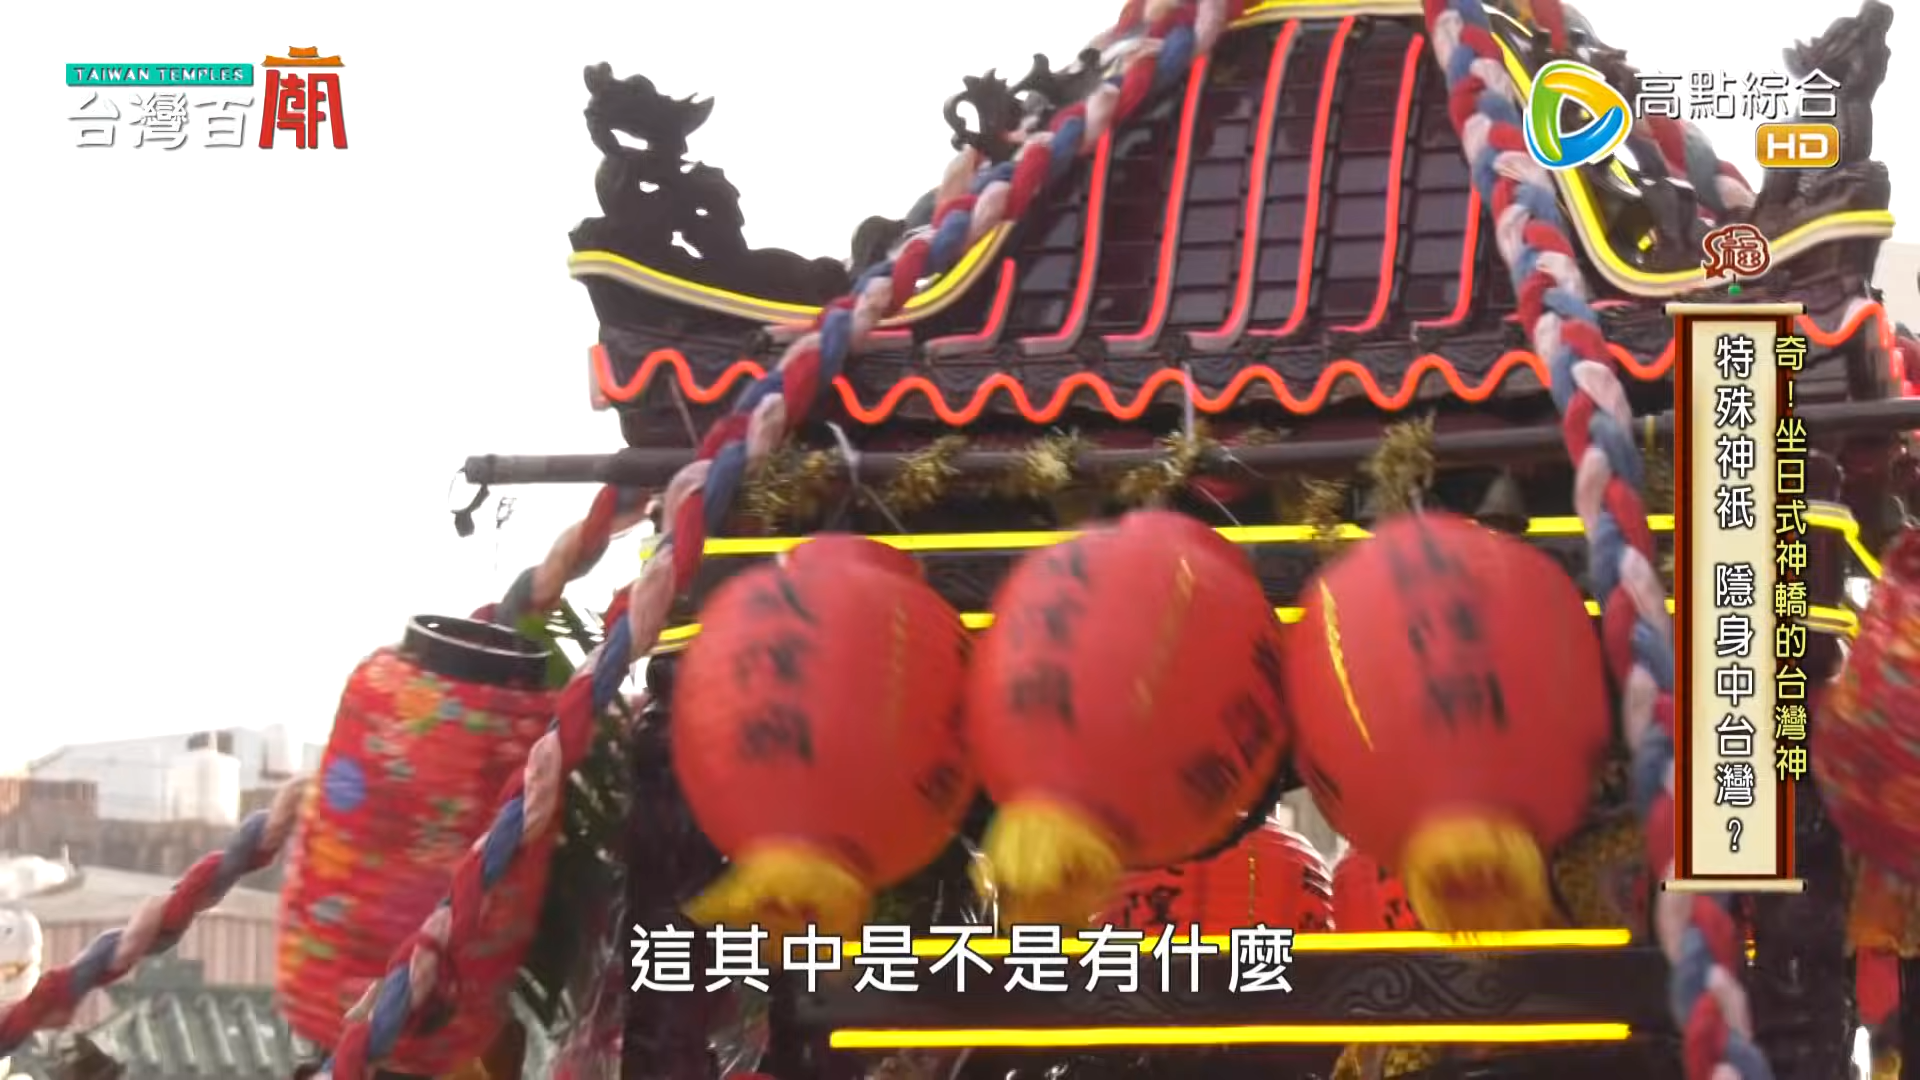 TAIWAN TEMPLES
台灣百廟
高點綜合
HD
福
奇!坐日式神轎的台灣神
特殊神祇 隱身中台灣?
這其中是不是有什麼